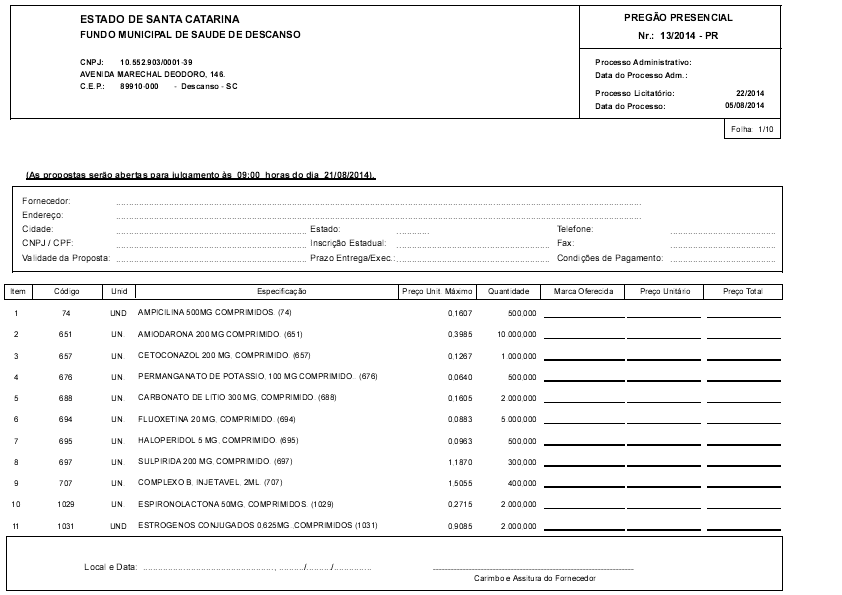 ESTADO DE SANTA CATARINA
FUNDO MUNICIPAL DE SAUDE DE DESCANSO
CNPJ: 10.552.903/0001-39
AVENIDA MARECHAL DEODORO, 146.
C.E.P.: 89910-000 - Descanso - SC
PREGÃO PRESENCIAL
Nr.: 13/2014 - PR
Processo Administrativo:
Data do Processo Adm.:
Processo Licitatório: 22/2014
Data do Processo: 05/08/2014
Folha: 1/10
(As propostas serão abertas para julgamento às 09:00 horas do dia 21/08/2014).
Fornecedor:
Endereço:
Cidade: Estado: Telefone:
CNPJ / CPF: Inscrição Estadual: Fax:
Validade da Proposta: Prazo Entrega/Exec.: Condições de Pagamento:
Item Código Unid Especificação Preço Unit. Máximo Quantidade Marca Oferecida Preço Unitário Preço Total
1 74 UND AMPICILINA 500MG COMPRIMIDOS. (74) 0,1607 500,000
2 651 UN. AMIODARONA 200 MG COMPRIMIDO. (651) 0,3985 10.000,000
3 657 UN. CETOCONAZOL 200 MG, COMPRIMIDO. (657) 0,1267 1.000,000
4 676 UN. PERMANGANATO DE POTASSIO, 100 MG COMPRIMIDO. (676) 0,0640 500,000
5 688 UN. CARBONATO DE LITIO 300 MG, COMPRIMIDO. (688) 0,1605 2.000,000
6 694 UN. FLUOXETINA 20 MG, COMPRIMIDO. (694) 0,0883 5.000,000
7 695 UN. HALOPERIDOL 5 MG, COMPRIMIDO. (695) 0,0963 500,000
8 697 UN. SULPIRIDA 200 MG, COMPRIMIDO. (697) 1,1870 300,000
9 707 UN. COMPLEXO B, INJETAVEL, 2ML. (707) 1,5055 400,000
10 1029 UN. ESPIRONOLACTONA 50MG, COMPRIMIDOS. (1029) 0,2715 2.000,000
11 1031 UND ESTROGENOS CONJUGADOS 0,625MG. COMPRIMIDOS (1031) 0,9085 2.000,000
Local e Data: ............................................, ........./........./.............
Carimbo e Assitura do Fornecedor